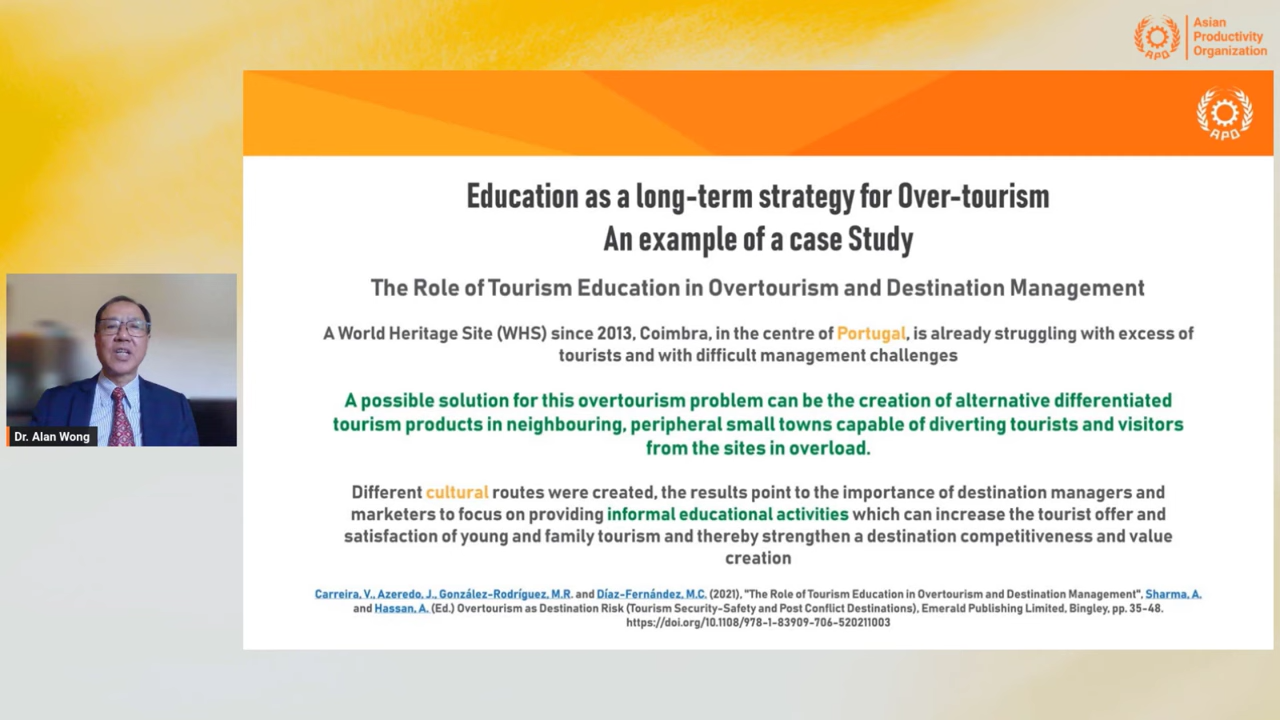 Asian
Productivity
Organization
APO
APO
Education as a long-term strategy for Over-tourism
An example of a case Study
The Role of Tourism Education in Overtourism and Destination Management
A World Heritage Site (WHS) since 2013, Coimbra, in the centre of Portugal, is already struggling with excess of
tourists and with difficult management challenges
A possible solution for this overtourism problem can be the creation of alternative differentiated
tourism products in neighbouring, peripheral small towns capable of diverting tourists and visitors
from the sites in overload.
Different cultural routes were created, the results point to the importance of destination managers and
marketers to focus on providing informal educational activities which can increase the tourist offer and
satisfaction of young and family tourism and thereby strengthen a destination competitiveness and value
creation
Carreira, V., Azeredo, J., González-Rodríguez, M.R. and Díaz-Fernández, M.C. (2021), "The Role of Tourism Education in Overtourism and Destination Management", Sharma, A.
and Hassan, A. (Ed.) Overtourism as Destination Risk (Tourism Security-Safety and Post Conflict Destinations), Emerald Publishing Limited, Bingley, pp. 35-48.
https://doi.org/10.1108/978-1-83909-706-520211003
Dr. Alan Wong